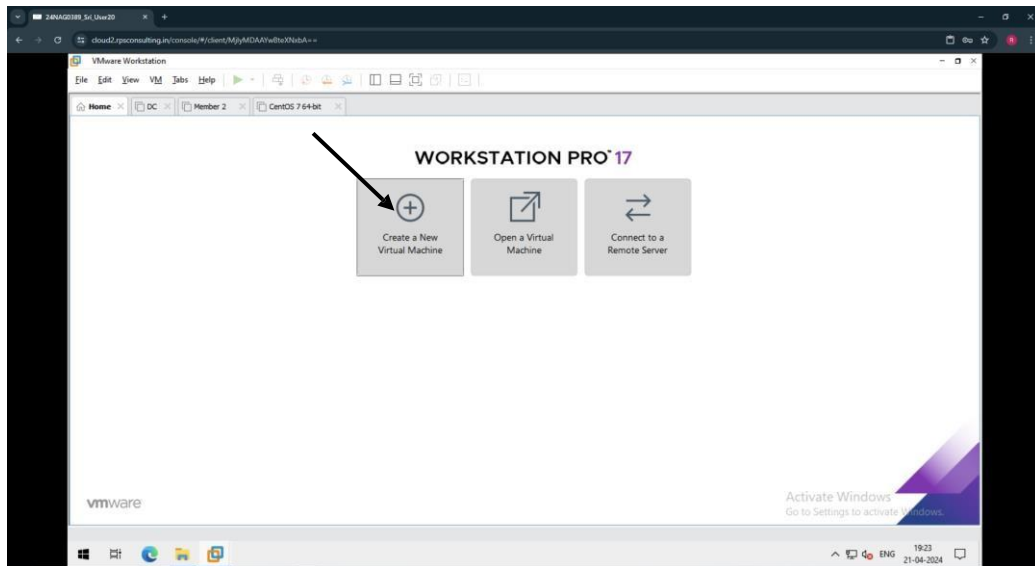 24NAG0389_Sri_User20
cloud2.rpsconsulting.in/console/#/client/MjIyMDAAYwBteXNxbA==
VMware Workstation
File Edit View VM Tabs Help
Home DC Member 2 CentOS 7 64-bit
WORKSTATION PRO™ 17
Create a New
Virtual Machine
Open a Virtual
Machine
Connect to a
Remote Server
vmware
Activate Windows
Go to Settings to activate Windows.
ENG
19:23
21-04-2024